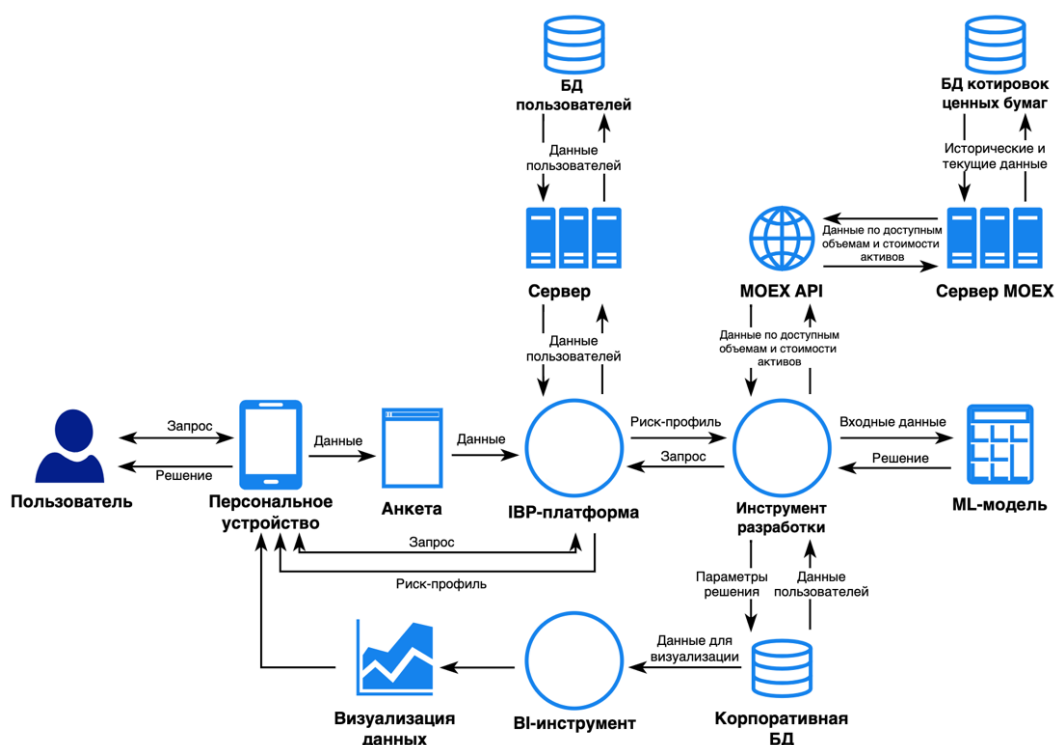 БД
пользователей
БД котировок
ценных бумаг
Данные
пользователей
Исторические и
текущие данные
Данные по доступным
объемам и стоимости
активов
Сервер
MOEX API
Сервер MOEX
Данные
пользователей
Данные по доступным
объемам и стоимости
активов
Запрос
Решение
Данные
Данные
Риск-профиль
Запрос
Входные данные
Решение
Пользователь
Персональное
устройство
Анкета
IBP-платформа
Инструмент
разработки
ML-модель
Запрос
Риск-профиль
Параметры
решения
Данные
пользователей
Данные для
визуализации
Визуализация
данных
BI-инструмент
Корпоративная
БД